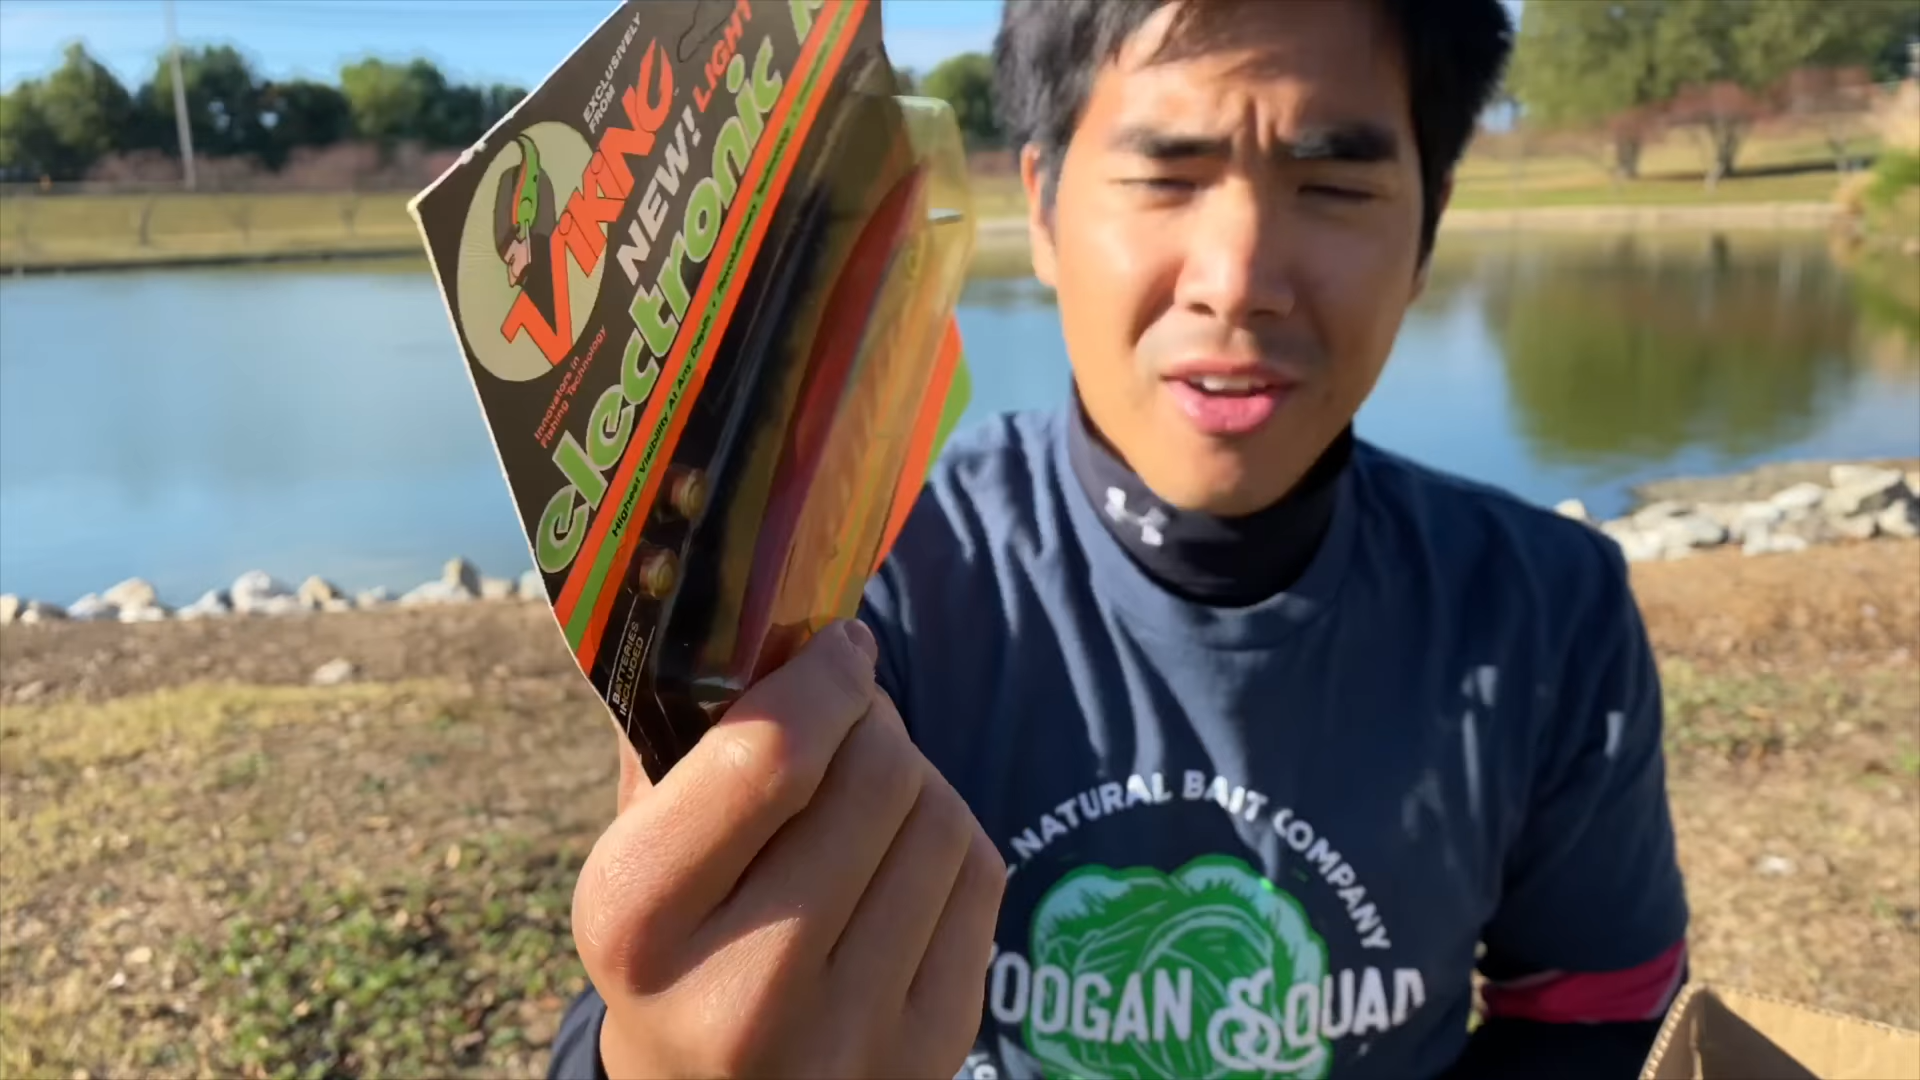 EXCLUSIVELY
FROM
ViKiNG
NEW! LIGHT
electronic
Innovators in
Fishing Technology
Highest Visibility At Any Depth •
BATTERIES
INCLUDED
NATURAL BAIT COMPANY
OOGAN SQUAD